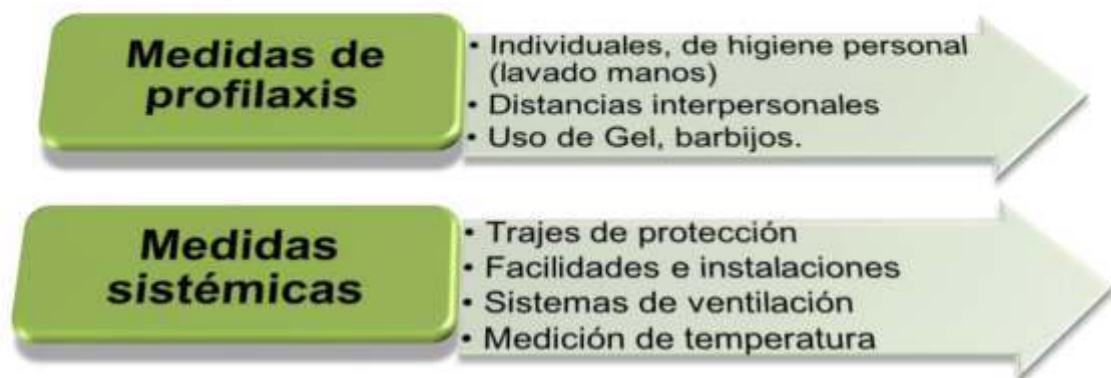 Medidas de
profilaxis
• Individuales, de higiene personal
(lavado manos)
• Distancias interpersonales
• Uso de Gel, barbijos.
Medidas
sistémicas
• Trajes de protección
• Facilidades e instalaciones
• Sistemas de ventilación
• Medición de temperatura